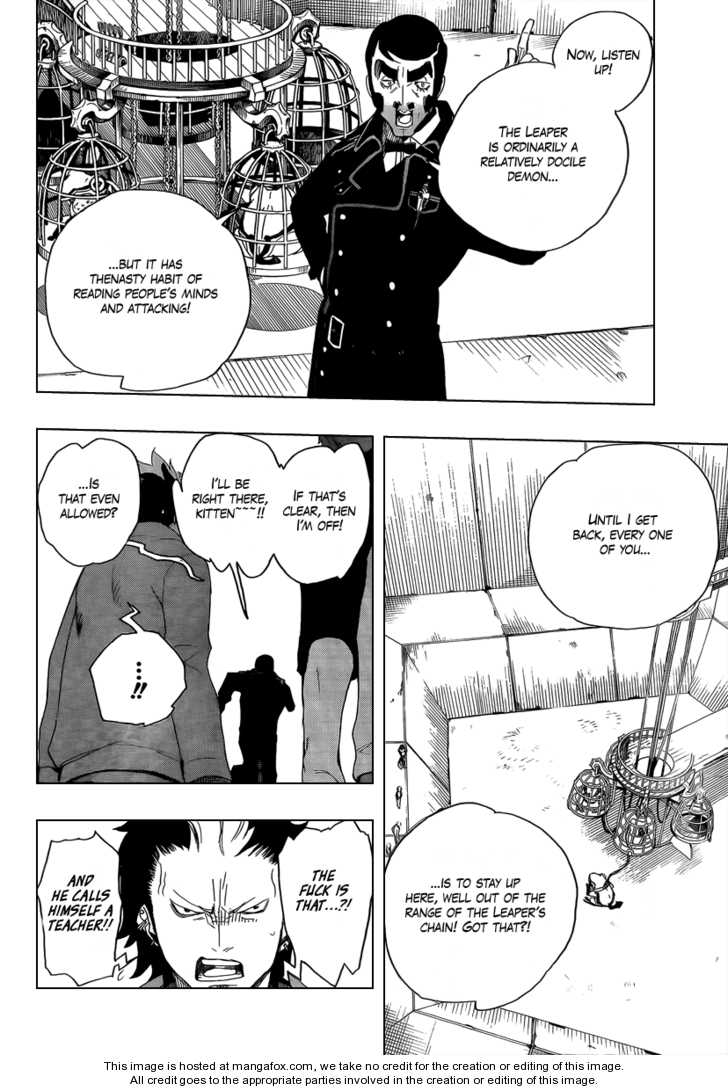 NOW, LISTEN
UP!
THE LEAPER
IS ORDINARILY A
RELATIVELY DOCILE
DEMON...
...BUT IT HAS
THENASTY HABIT OF
READING PEOPLE'S MINDS
AND ATTACKING!
UNTIL I GET
BACK, EVERY ONE
OF YOU...
...IS TO STAY UP
HERE, WELL OUT OF THE
RANGE OF THE LEAPER'S
CHAIN! GOT THAT?!
IF THAT'S
CLEAR, THEN
I'M OFF!
I'LL BE
RIGHT THERE,
KITTEN~~~!!
...IS
THAT EVEN
ALLOWED?
...!!
THE
FUCK IS
THAT...?!
AND
HE CALLS
HIMSELF A
TEACHER!!
This image is hosted at mangafox.com, we take no credit for the creation or editing of this image.
All credit goes to the appropriate parties involved in the creation or editing of this image.